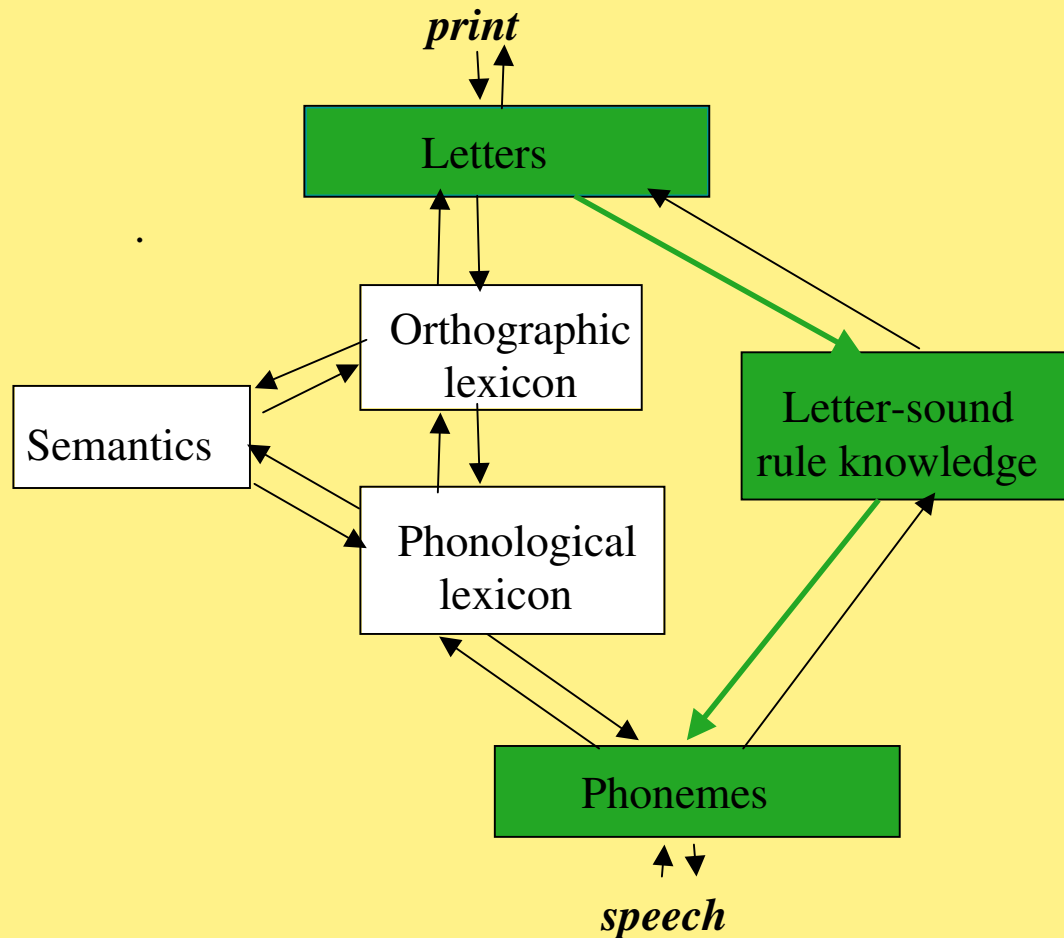 print
Letters
Orthographic
lexicon
Semantics
Letter-sound
rule knowledge
Phonological
lexicon
Phonemes
speech